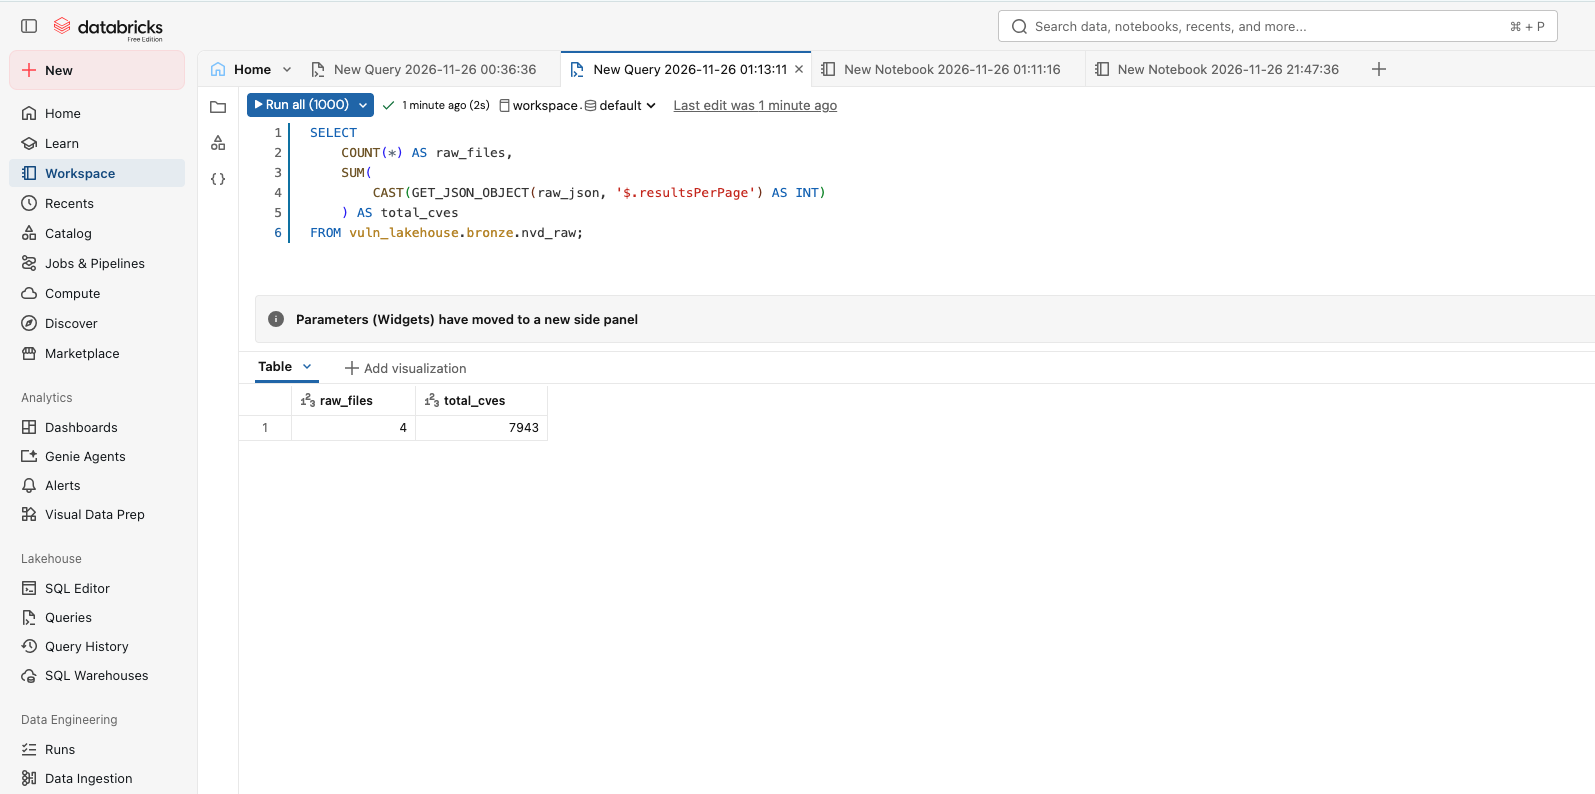 databricks
Free Edition
Search data, notebooks, recents, and more...
⌘ + P
New
Home
Learn
Workspace
Recents
Catalog
Jobs & Pipelines
Compute
Discover
Marketplace
Analytics
Dashboards
Genie Agents
Alerts
Visual Data Prep
Lakehouse
SQL Editor
Queries
Query History
SQL Warehouses
Data Engineering
Runs
Data Ingestion
Home
New Query 2026-11-26 00:36:36
New Query 2026-11-26 01:13:11
New Notebook 2026-11-26 01:11:16
New Notebook 2026-11-26 21:47:36
Run all (1000)
1 minute ago (2s)
workspace . default
Last edit was 1 minute ago
1 SELECT
2 COUNT(*) AS raw_files,
3 SUM(
4 CAST(GET_JSON_OBJECT(raw_json, '$.resultsPerPage') AS INT)
5 ) AS total_cves
6 FROM vuln_lakehouse.bronze.nvd_raw;
Parameters (Widgets) have moved to a new side panel
Table
Add visualization
raw_files total_cves
1 4 7943